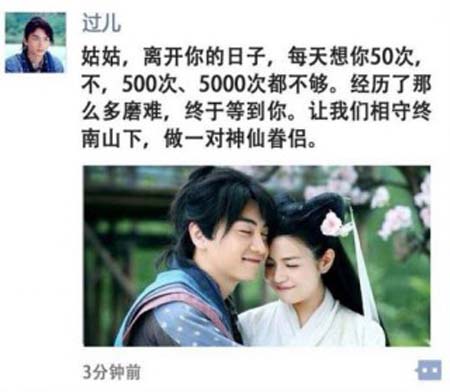 过儿
姑姑，离开你的日子，每天想你50次，
不，500次、5000次都不够。经历了那
么多磨难，终于等到你。让我们相守终
南山下，做一对神仙眷侣。
3分钟前